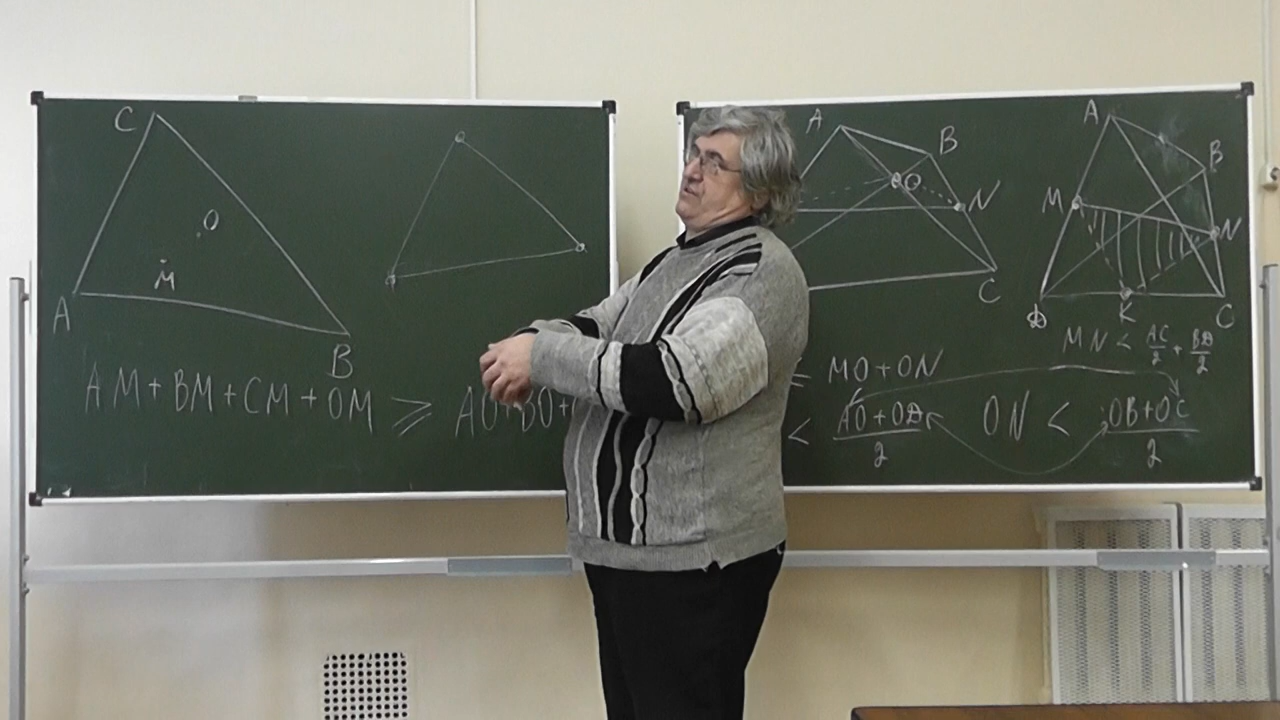 C
O
M
A
B
AM+BM+CM+OM ⩾ AO+BO+
A
B
O
N
C
MO+ON
< AO+OD/2
ON < OB+OC/2
A
B
M
N
D
K
C
MN < AC/2 + BD/2